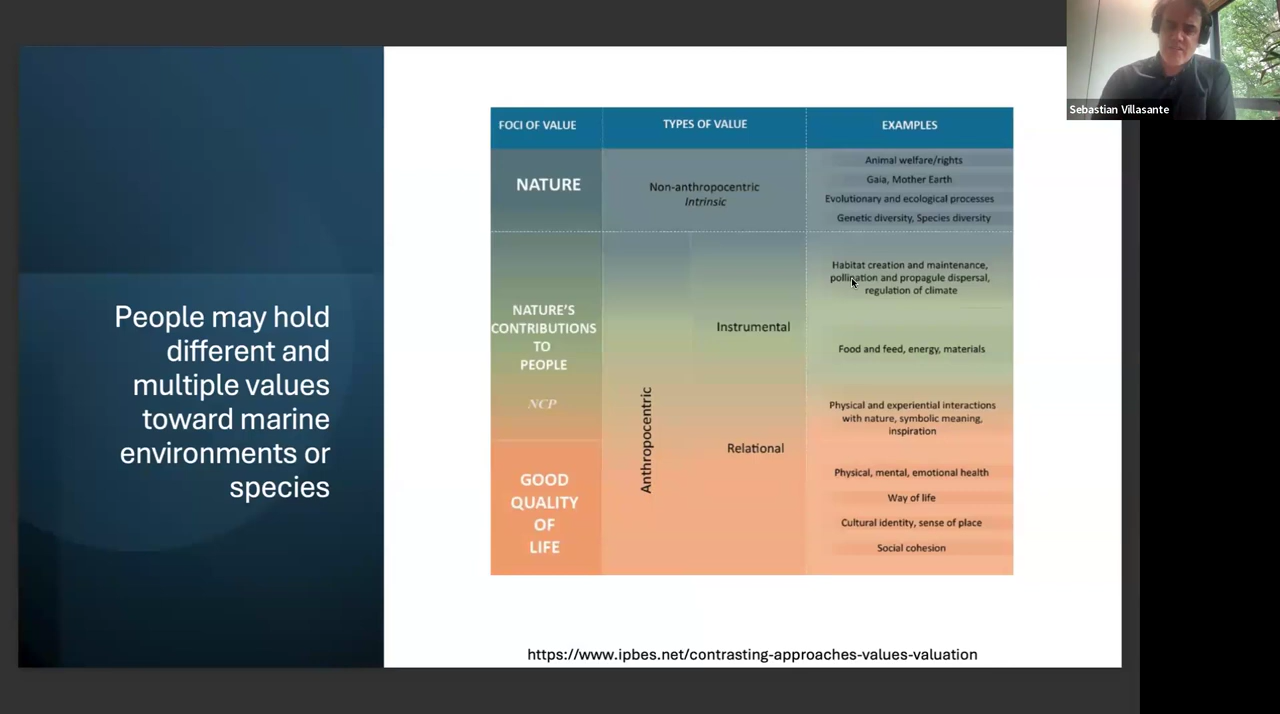 Sebastian Villasante
People may hold
different and
multiple values
toward marine
environments or
species
FOCI OF VALUE
TYPES OF VALUE
EXAMPLES
NATURE
Non-anthropocentric
Intrinsic
Animal welfare/rights
Gaia, Mother Earth
Evolutionary and ecological processes
Genetic diversity, Species diversity
NATURE'S
CONTRIBUTIONS
TO
PEOPLE
NCP
Anthropocentric
Instrumental
Habitat creation and maintenance,
pollination and propagule dispersal,
regulation of climate
Food and feed, energy, materials
Relational
Physical and experiential interactions
with nature, symbolic meaning,
inspiration
GOOD
QUALITY
OF
LIFE
Physical, mental, emotional health
Way of life
Cultural identity, sense of place
Social cohesion
https://www.ipbes.net/contrasting-approaches-values-valuation